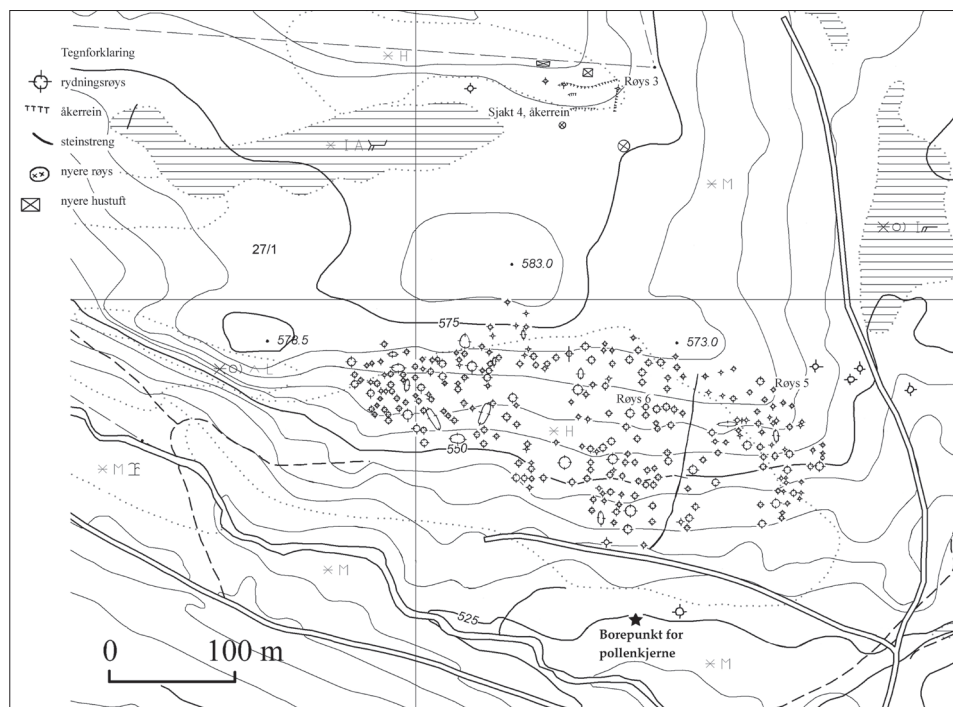 Tegnforklaring
rydningsrøys
åkerrein
steinstreng
nyere røys
nyere hustuft
H
Røys 3
Sjakt 4, åkerrein
I A
M
27/1
583.0
575
578.5
573.0
A L
Røys 5
Røys 6
H
550
M
M
525
Borepunkt for
pollenkjerne
M
0 100 m